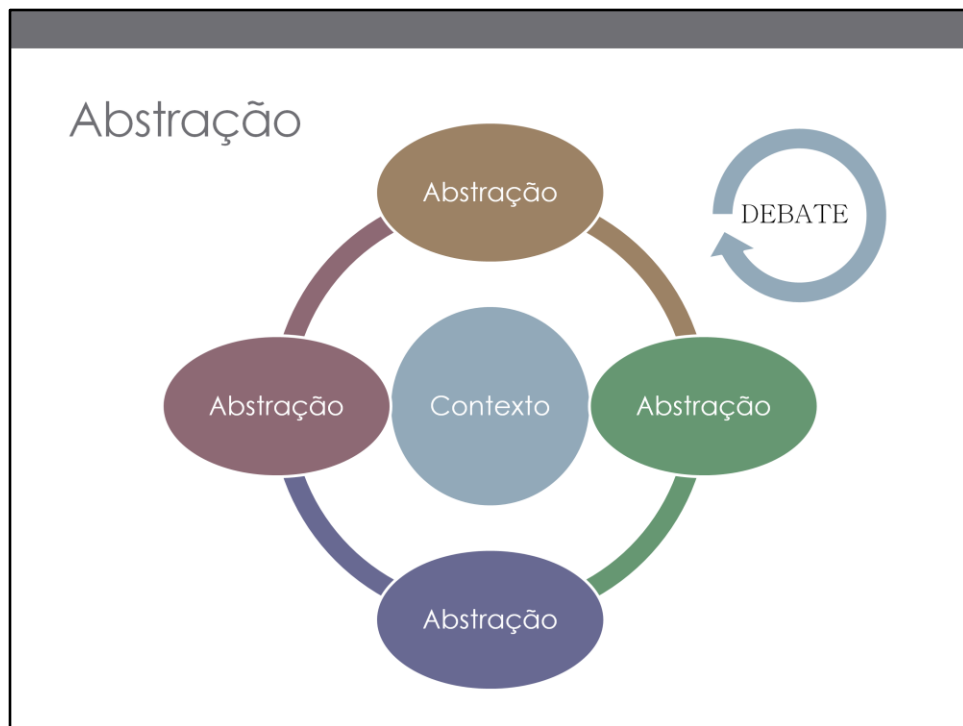 Abstração
Abstração
DEBATE
Abstração
Contexto
Abstração
Abstração